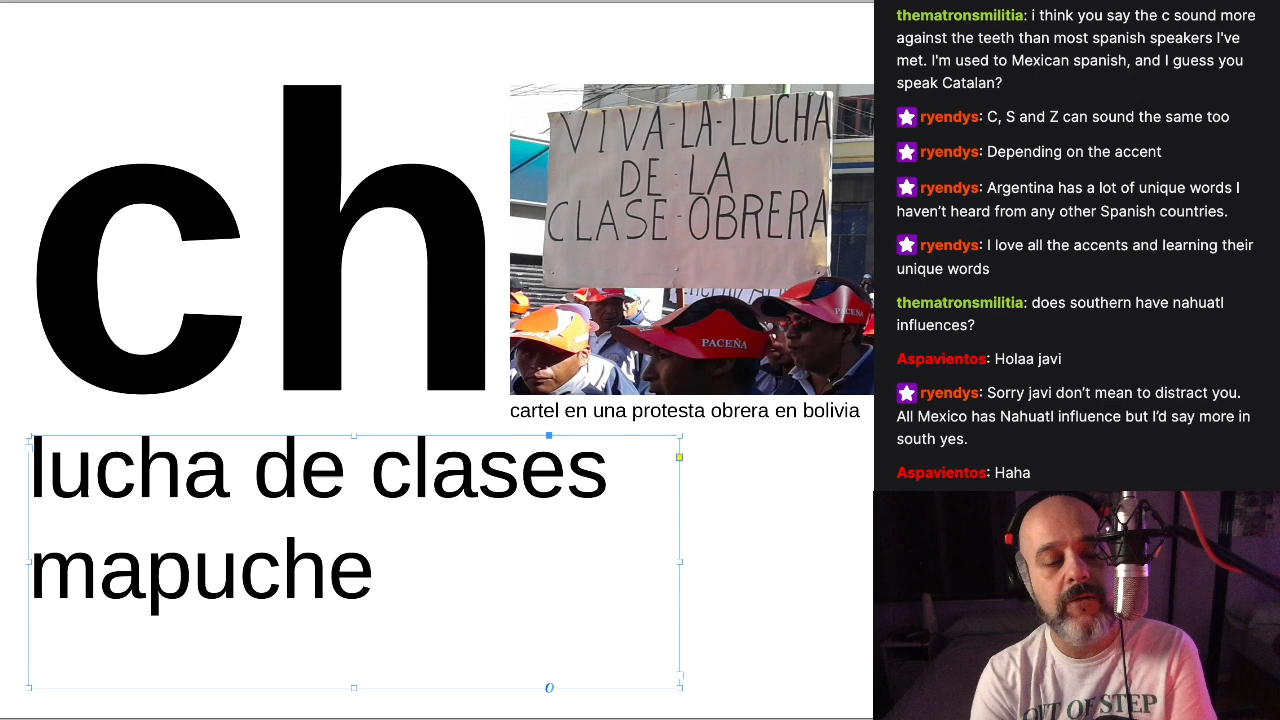 ch
VIVA-LA-LUCHA
DE LA
CLASE-OBRERA
PACEÑA
PACEÑA
cartel en una protesta obrera en bolivia
lucha de clases
mapuche
thematronsmilitia: i think you say the c sound more
against the teeth than most spanish speakers I've
met. I'm used to Mexican spanish, and I guess you
speak Catalan?
ryendys: C, S and Z can sound the same too
ryendys: Depending on the accent
ryendys: Argentina has a lot of unique words I
haven't heard from any other Spanish countries.
ryendys: I love all the accents and learning their
unique words
thematronsmilitia: does southern have nahuatl
influences?
Aspavientos: Holaa javi
ryendys: Sorry javi don't mean to distract you.
All Mexico has Nahuatl influence but I'd say more in
south yes.
Aspavientos: Haha
OUT OF STEP